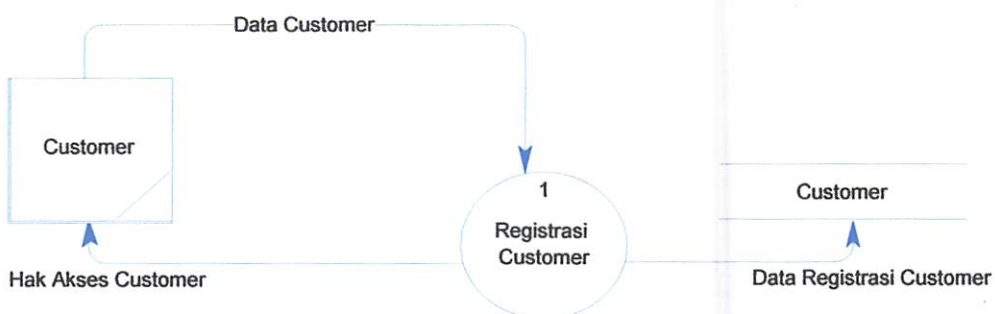 Data Customer
Customer
1
Registrasi
Customer
Customer
Hak Akses Customer
Data Registrasi Customer